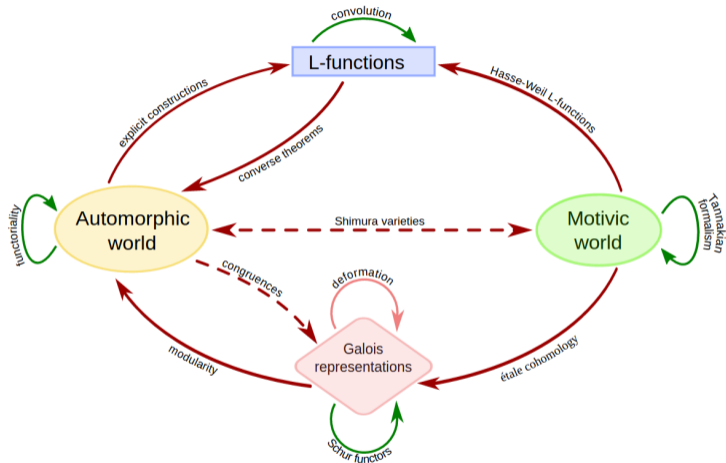 convolution
L-functions
explicit constructions
Hasse-Weil L-functions
converse theorems
functoriality
Automorphic
world
Shimura varieties
Motivic
world
Tannakian
formalism
congruences
deformation
Galois
representations
modularity
étale cohomology
Schur functors